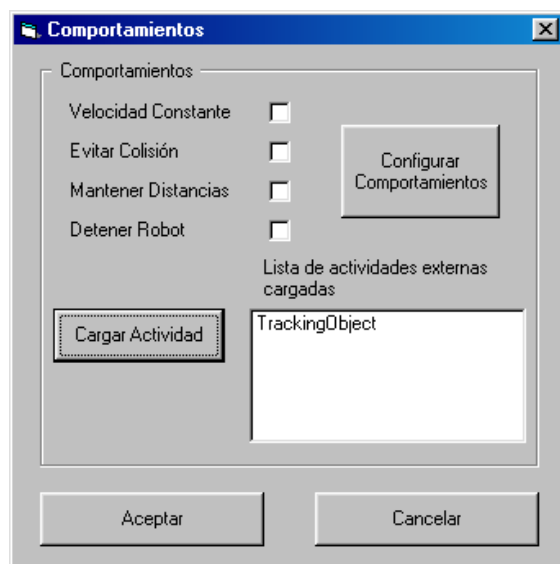 Comportamientos
Comportamientos
Velocidad Constante
Evitar Colisión
Mantener Distancias
Detener Robot
Configurar
Comportamientos
Lista de actividades externas
cargadas
Cargar Actividad
TrackingObject
Aceptar
Cancelar